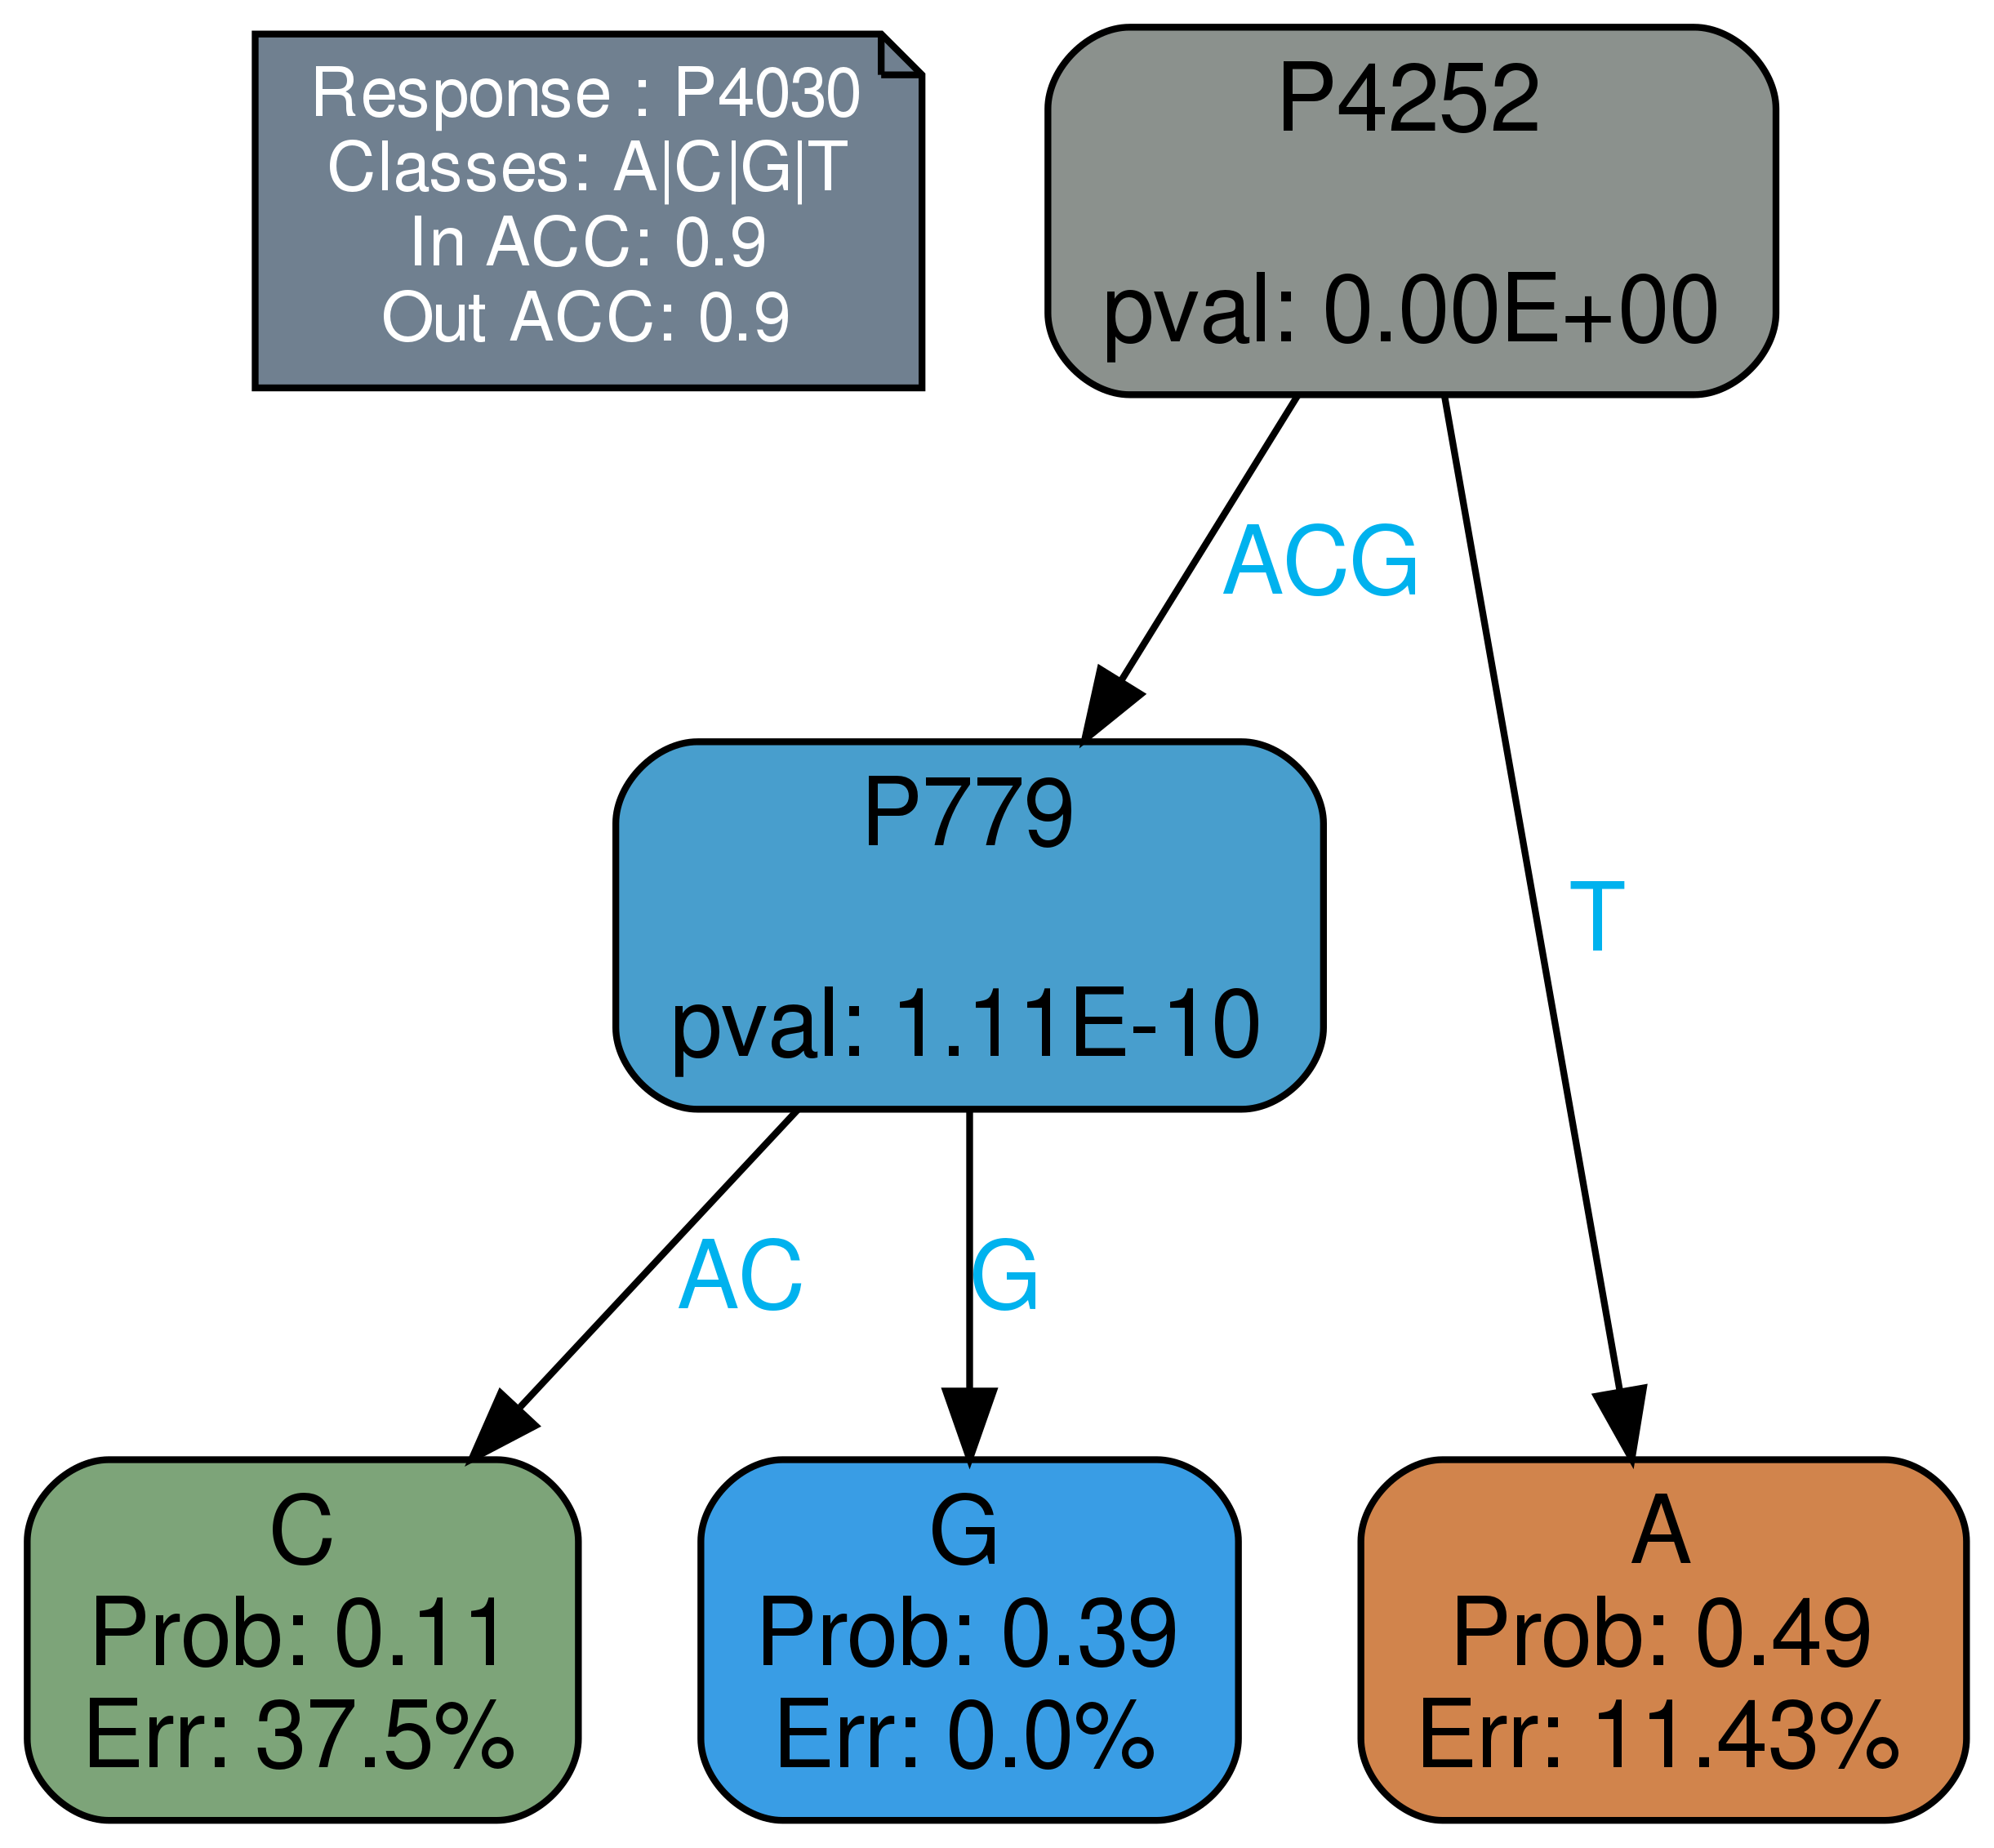 Response : P4030
Classes: A|C|G|T
In ACC: 0.9
Out ACC: 0.9
P4252
pval: 0.00E+00
ACG
P779
pval: 1.11E-10
T
AC
G
C
Prob: 0.11
Err: 37.5%
G
Prob: 0.39
Err: 0.0%
A
Prob: 0.49
Err: 11.43%